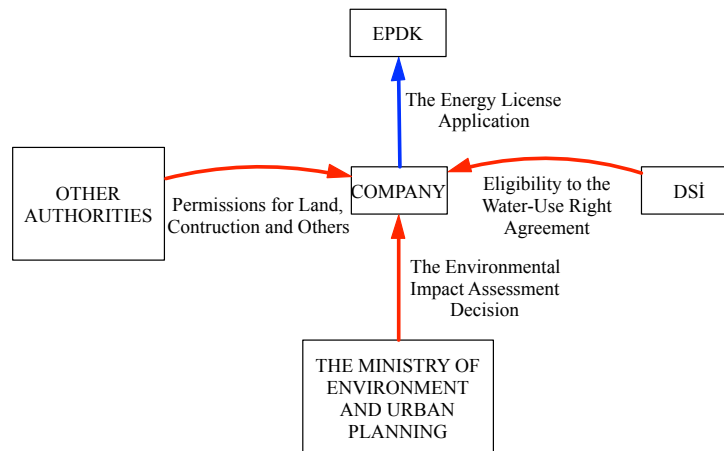 EPDK
The Energy License
Application
OTHER
AUTHORITIES
Permissions for Land,
Contruction and Others
COMPANY
Eligibility to the
Water-Use Right
Agreement
DSİ
The Environmental
Impact Assessment
Decision
THE MINISTRY OF
ENVIRONMENT
AND URBAN
PLANNING